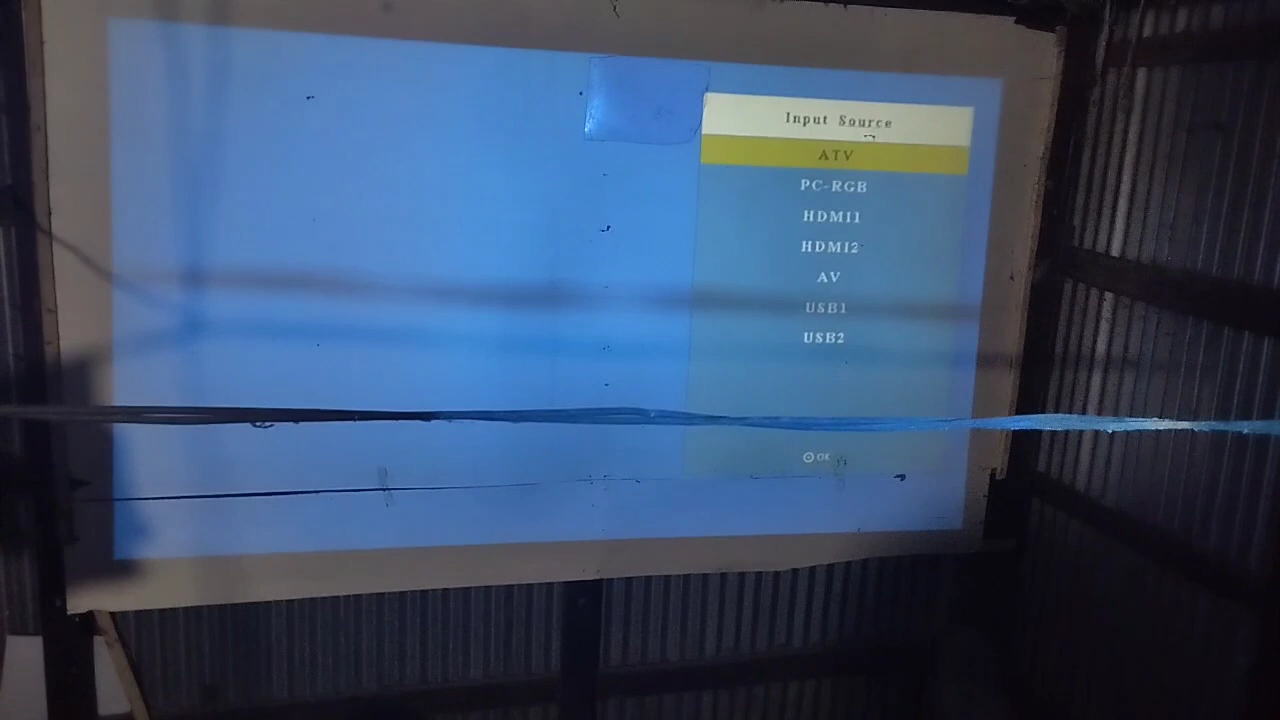 Input Source
ATV
PC-RGB
HDMI1
HDMI2
AV
USB1
USB2
OK